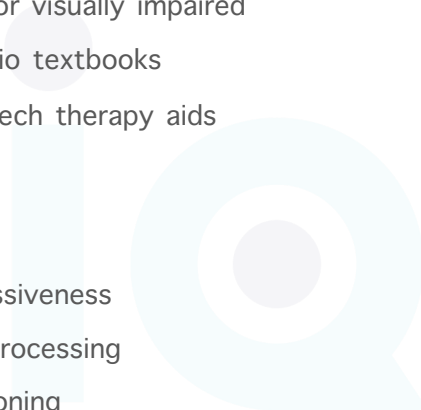 or visually impaired
io textbooks
ech therapy aids
ssiveness
rocessing
oning